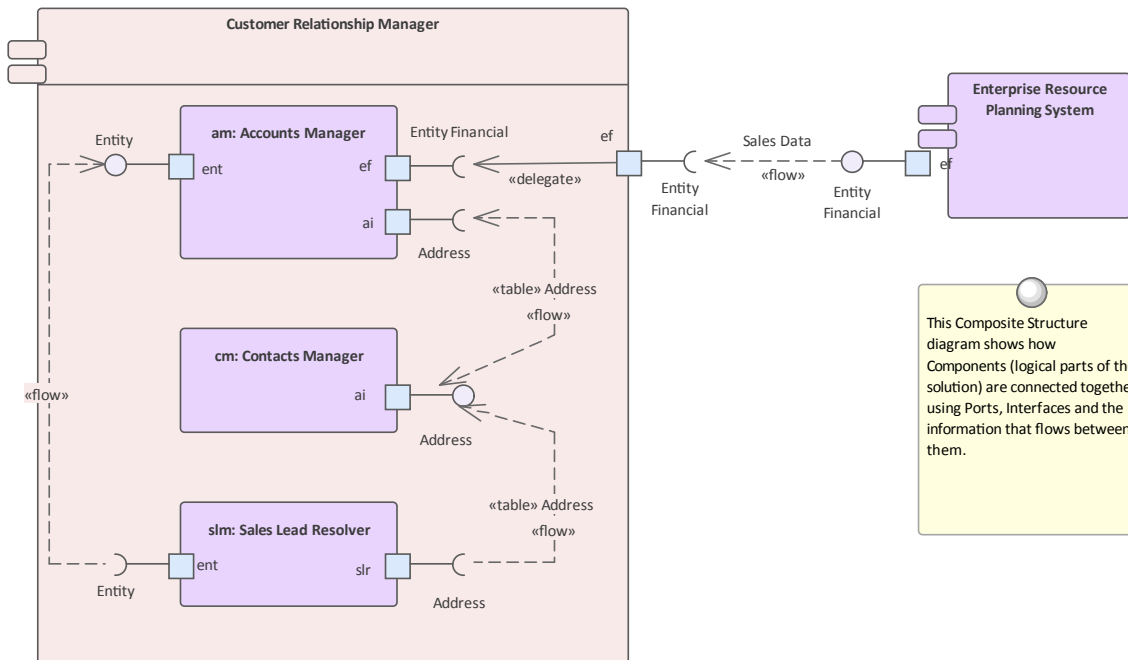 Customer Relationship Manager
Enterprise Resource
Planning System
ef
am: Accounts Manager
Entity
ent
ef
Entity Financial
«delegate»
ef
Entity
Financial
Sales Data
«flow»
Entity
Financial
ai
Address
«table» Address
«flow»
cm: Contacts Manager
ai
Address
«flow»
«table» Address
«flow»
slm: Sales Lead Resolver
ent
Entity
slr
Address
This Composite Structure
diagram shows how
Components (logical parts of th
solution) are connected togethe
using Ports, Interfaces and the
information that flows between
them.